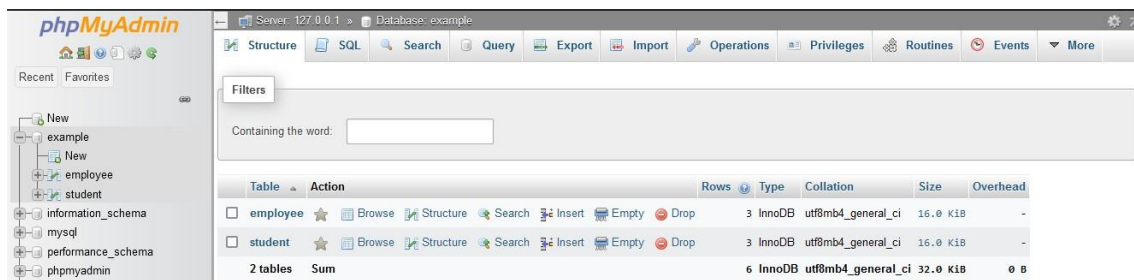 phpMyAdmin
Recent Favorites
New
example
New
employee
student
information_schema
mysql
performance_schema
phpmyadmin
Server: 127.0.0.1 » Database: example
Structure SQL Search Query Export Import Operations Privileges Routines Events More
Filters
Containing the word:
Table Action Rows Type Collation Size Overhead
employee Browse Structure Search Insert Empty Drop 3 InnoDB utf8mb4_general_ci 16.0 KiB -
student Browse Structure Search Insert Empty Drop 3 InnoDB utf8mb4_general_ci 16.0 KiB -
2 tables Sum 6 InnoDB utf8mb4_general_ci 32.0 KiB 0 B